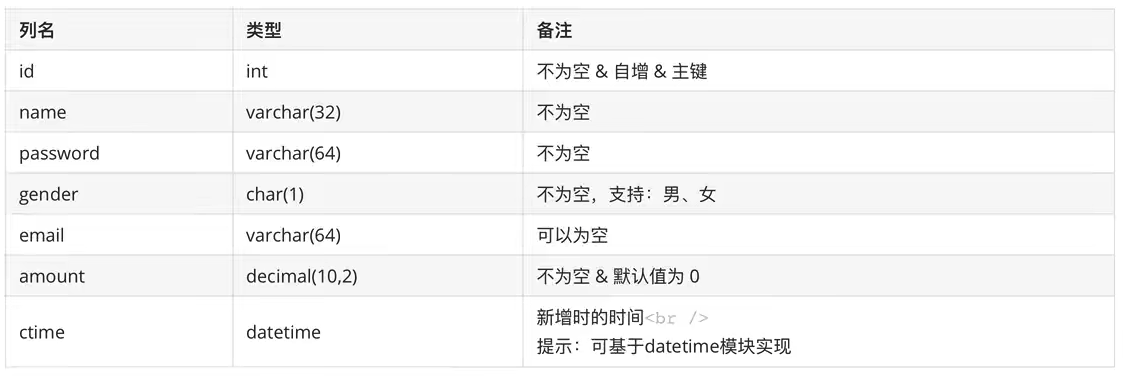 列名 类型 备注
id int 不为空 & 自增 & 主键
name varchar(32) 不为空
password varchar(64) 不为空
gender char(1) 不为空，支持：男、女
email varchar(64) 可以为空
amount decimal(10,2) 不为空 & 默认值为 0
ctime datetime 新增时的时间<br />
提示：可基于datetime模块实现